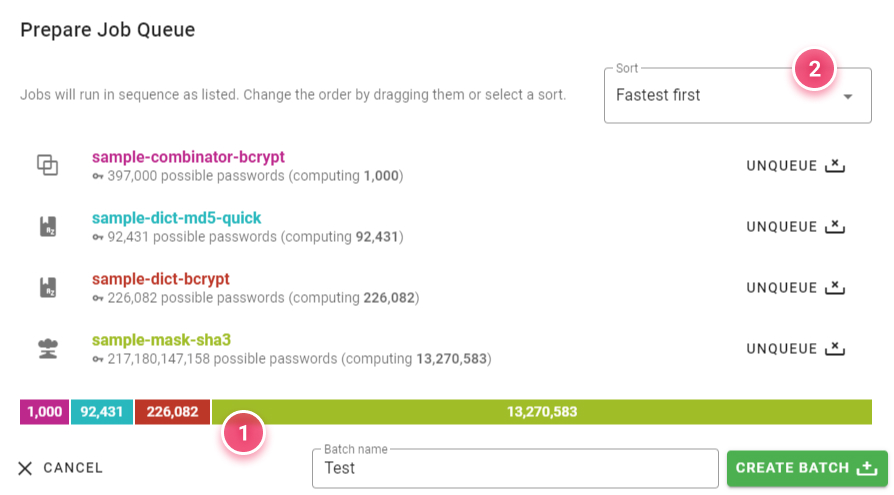 Prepare Job Queue
Jobs will run in sequence as listed. Change the order by dragging them or select a sort.
Sort
2
Fastest first
sample-combinator-bcrypt
397,000 possible passwords (computing 1,000)
UNQUEUE
sample-dict-md5-quick
92,431 possible passwords (computing 92,431)
UNQUEUE
sample-dict-bcrypt
226,082 possible passwords (computing 226,082)
UNQUEUE
sample-mask-sha3
217,180,147,158 possible passwords (computing 13,270,583)
UNQUEUE
1,000 92,431 226,082 13,270,583
1
CANCEL
Batch name
Test
CREATE BATCH